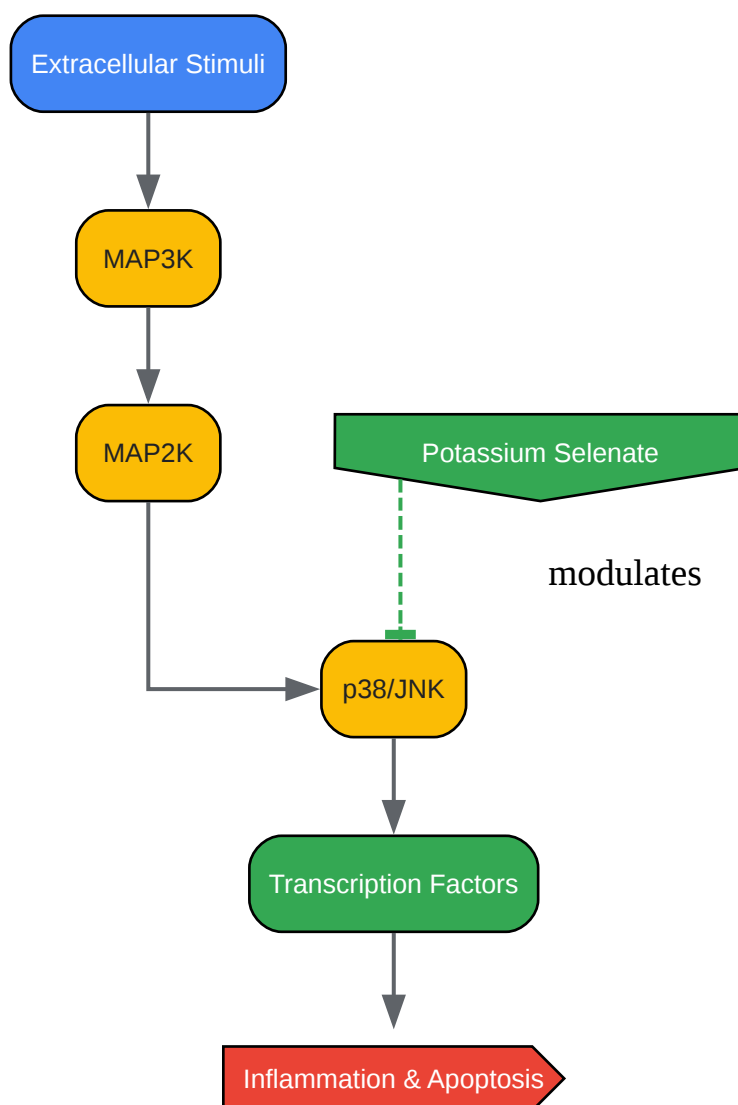 Extracellular Stimuli
MAP3K
MAP2K
Potassium Selenate
modulates
p38/JNK
Transcription Factors
Inflammation & Apoptosis